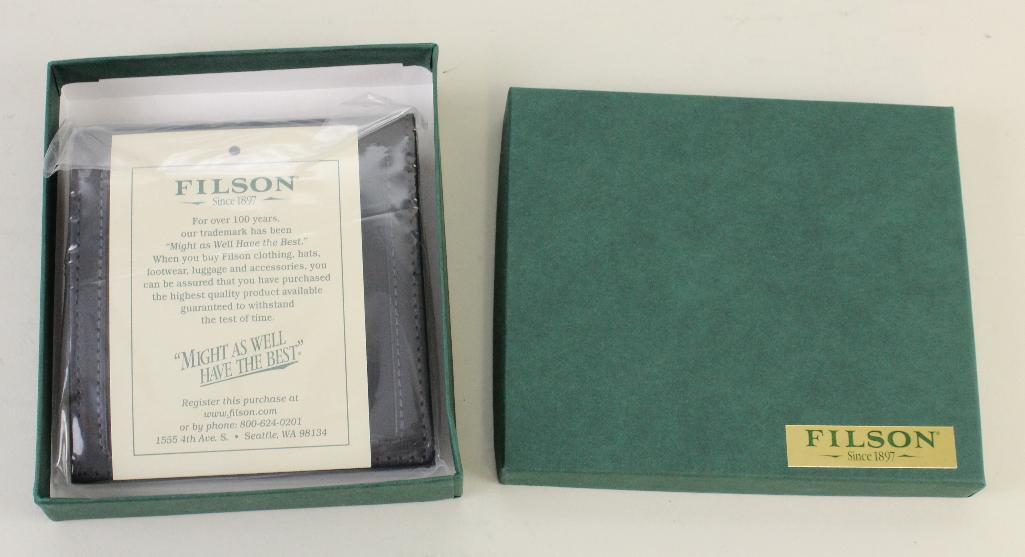 FILSON®
Since 1897
For over 100 years,
our trademark has been
"Might as Well Have the Best."
When you buy Filson clothing, hats,
footwear, luggage and accessories, you
can be assured that you have purchased
the highest quality product available
guaranteed to withstand
the test of time.
"MIGHT AS WELL
HAVE THE BEST"®
Register this purchase at
www.filson.com
or by phone: 800-624-0201
1555 4th Ave. S. • Seattle, WA 98134
FILSON®
Since 1897